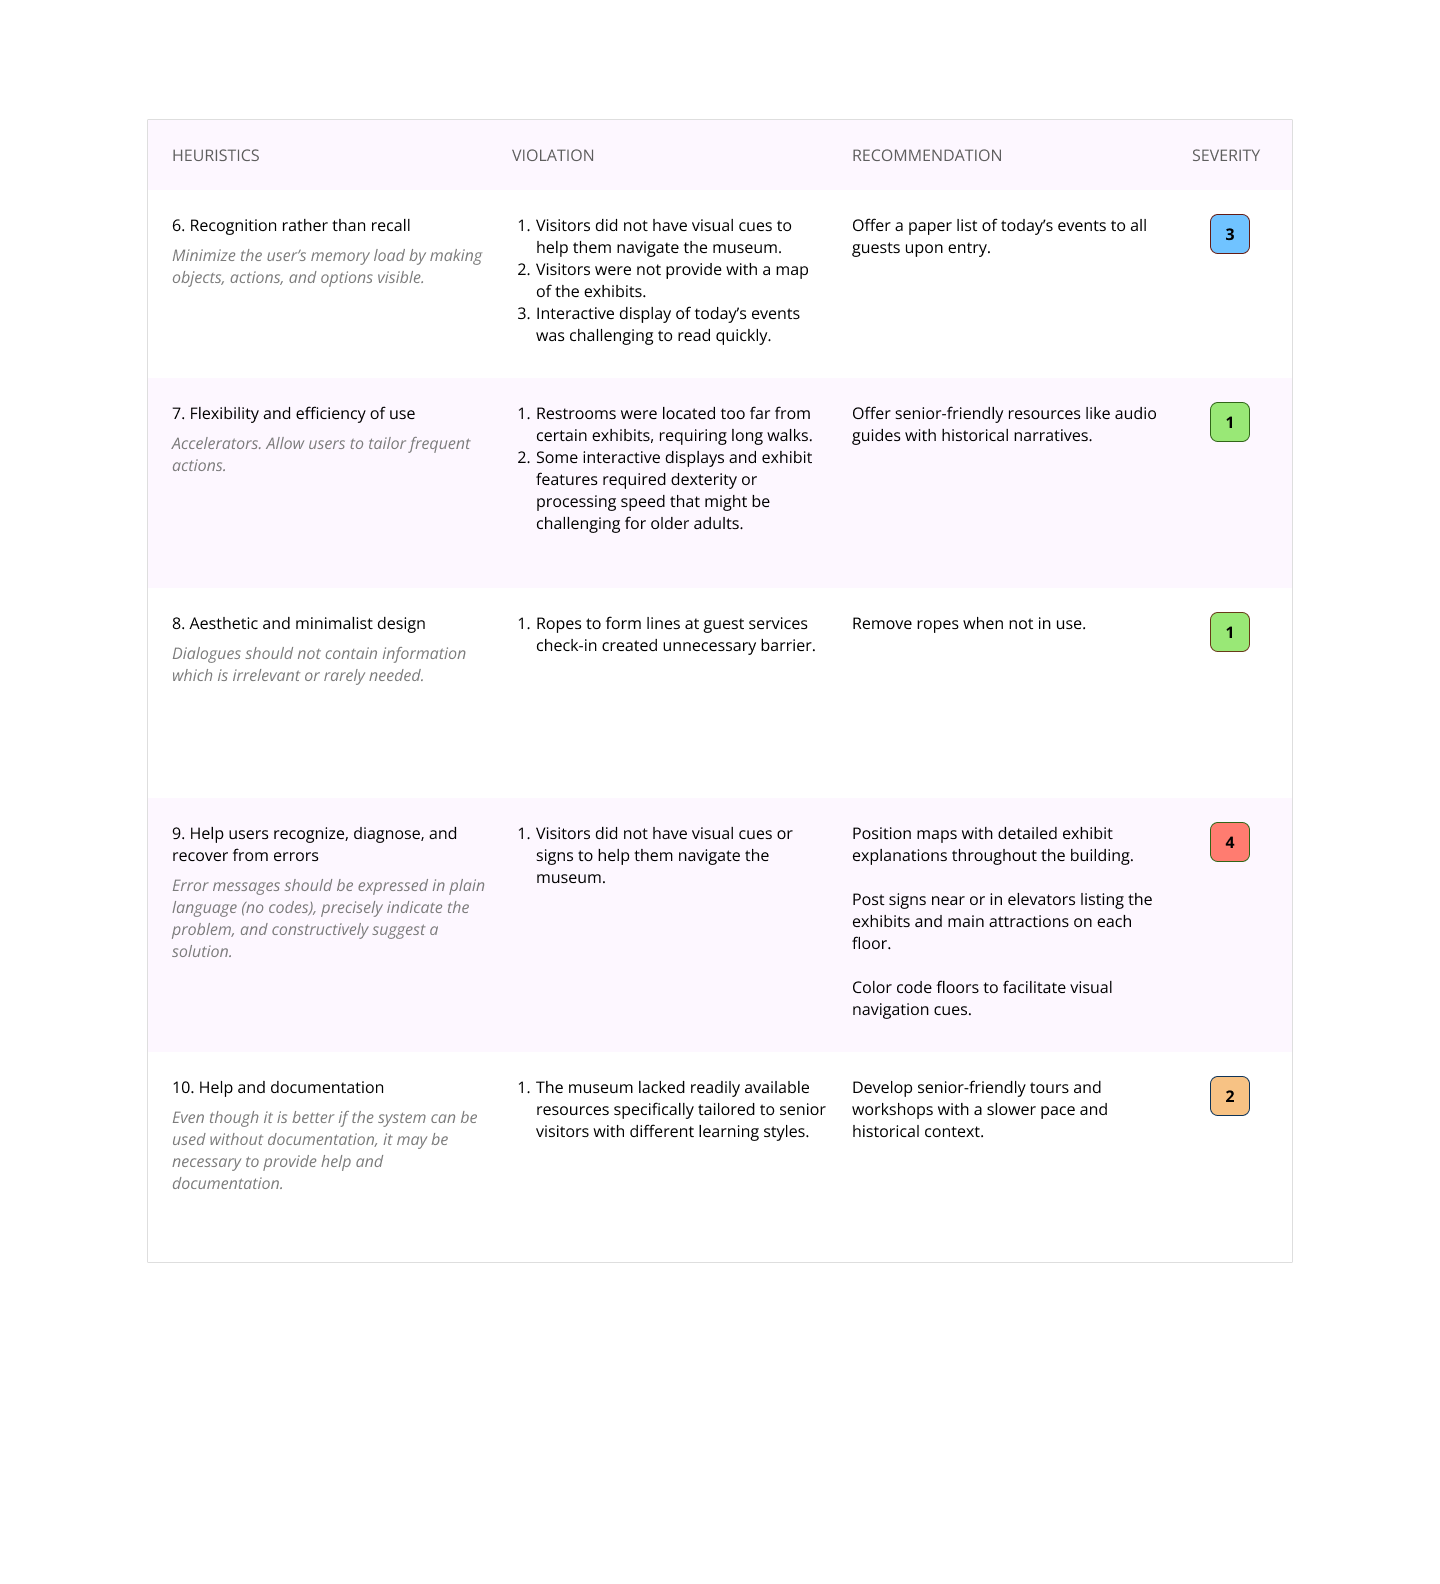 HEURISTICS
VIOLATION
RECOMMENDATION
SEVERITY
6. Recognition rather than recall
Minimize the user’s memory load by making
objects, actions, and options visible.
1. Visitors did not have visual cues to
help them navigate the museum.
2. Visitors were not provide with a map
of the exhibits.
3. Interactive display of today’s events
was challenging to read quickly.
Offer a paper list of today’s events to all
guests upon entry.
3
7. Flexibility and efficiency of use
Accelerators. Allow users to tailor frequent
actions.
1. Restrooms were located too far from
certain exhibits, requiring long walks.
2. Some interactive displays and exhibit
features required dexterity or
processing speed that might be
challenging for older adults.
Offer senior-friendly resources like audio
guides with historical narratives.
1
8. Aesthetic and minimalist design
Dialogues should not contain information
which is irrelevant or rarely needed.
1. Ropes to form lines at guest services
check-in created unnecessary barrier.
Remove ropes when not in use.
1
9. Help users recognize, diagnose, and
recover from errors
Error messages should be expressed in plain
language (no codes), precisely indicate the
problem, and constructively suggest a
solution.
1. Visitors did not have visual cues or
signs to help them navigate the
museum.
Position maps with detailed exhibit
explanations throughout the building.
Post signs near or in elevators listing the
exhibits and main attractions on each
floor.
Color code floors to facilitate visual
navigation cues.
4
10. Help and documentation
Even though it is better if the system can be
used without documentation, it may be
necessary to provide help and
documentation.
1. The museum lacked readily available
resources specifically tailored to senior
visitors with different learning styles.
Develop senior-friendly tours and
workshops with a slower pace and
historical context.
2